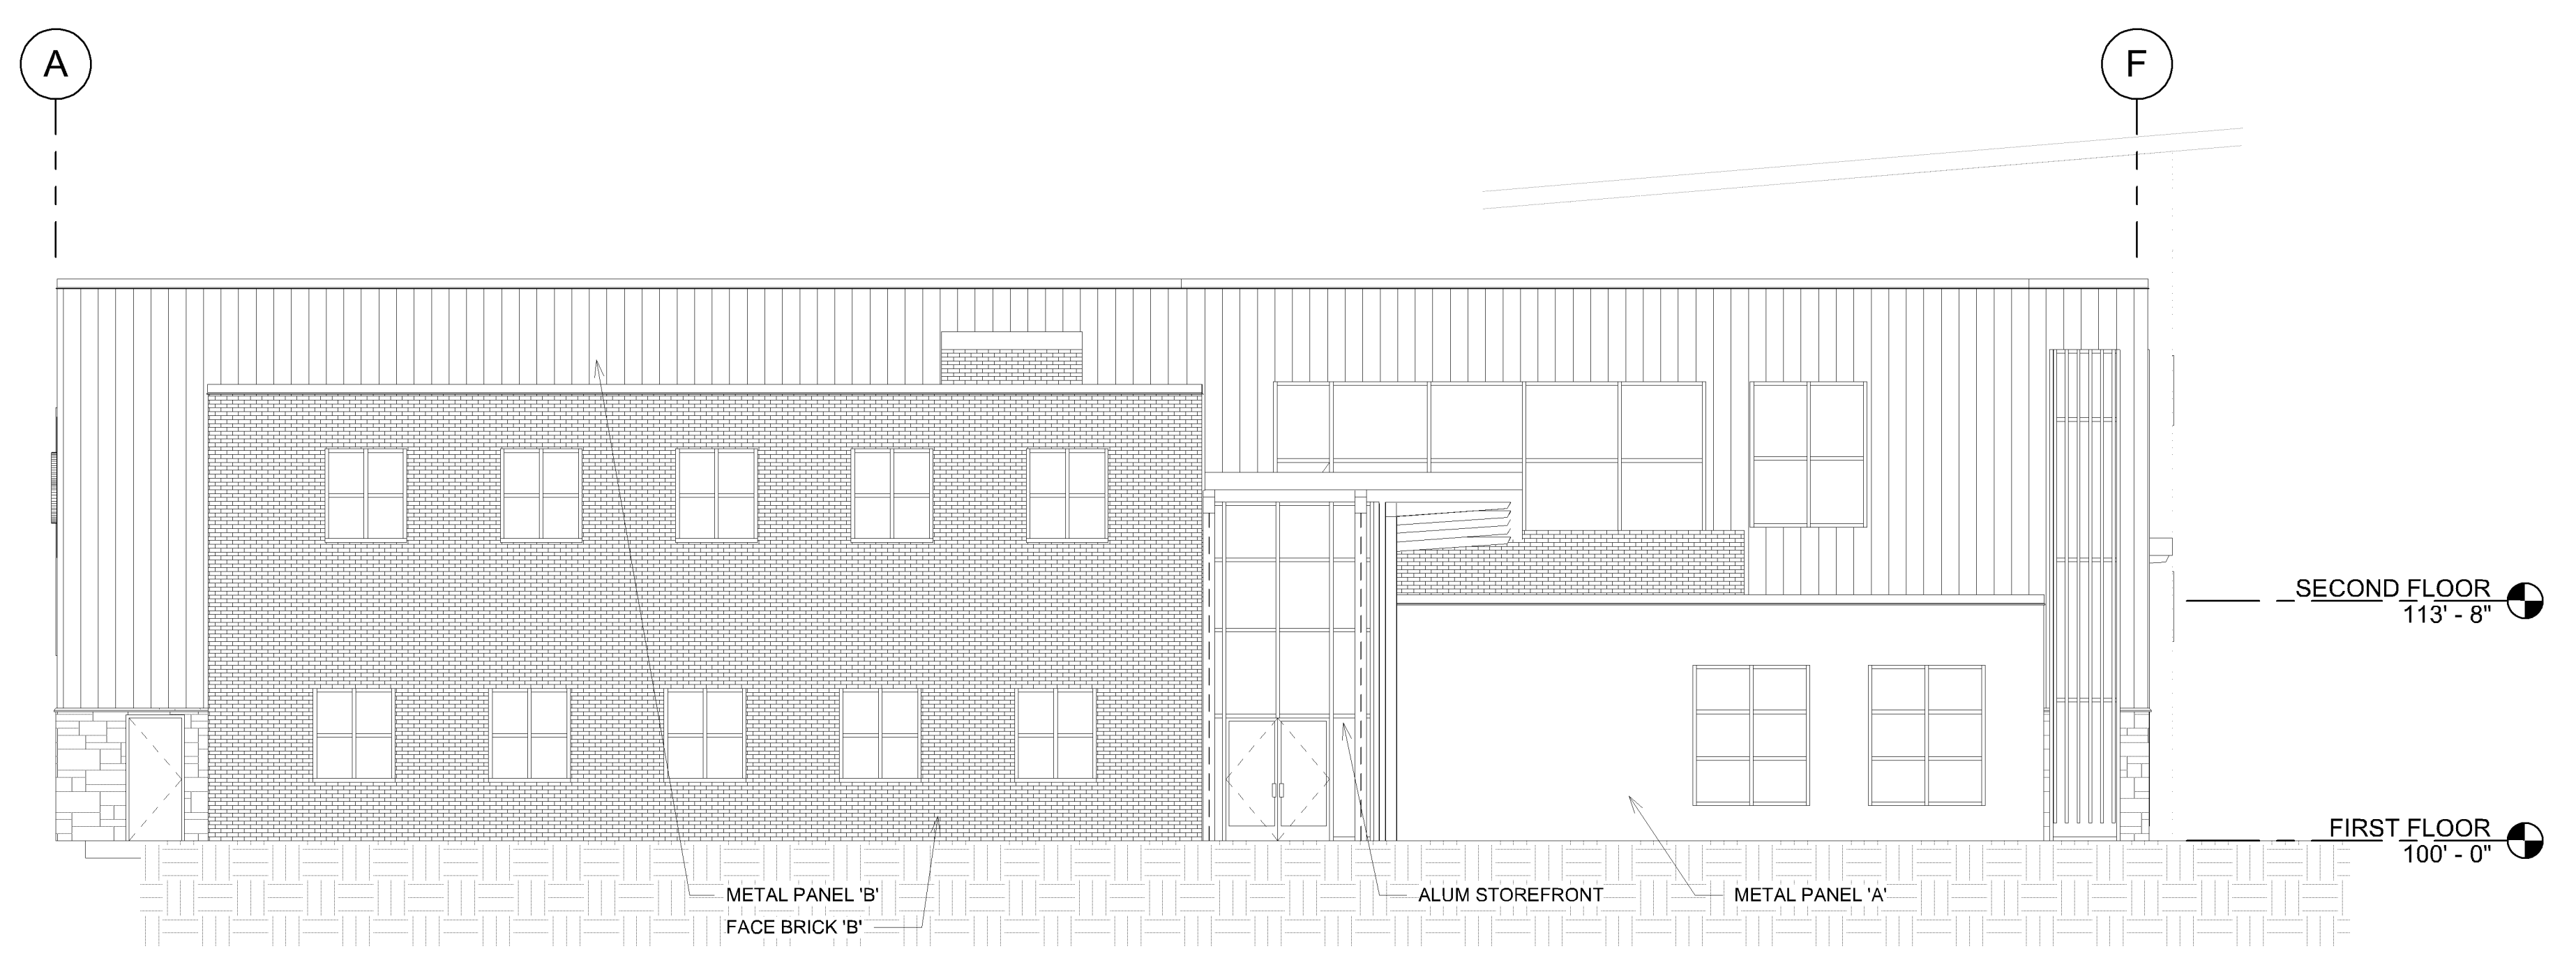 A
F
SECOND FLOOR
113' - 8"
FIRST FLOOR
100' - 0"
METAL PANEL 'B'
ALUM STOREFRONT
METAL PANEL 'A'
FACE BRICK 'B'